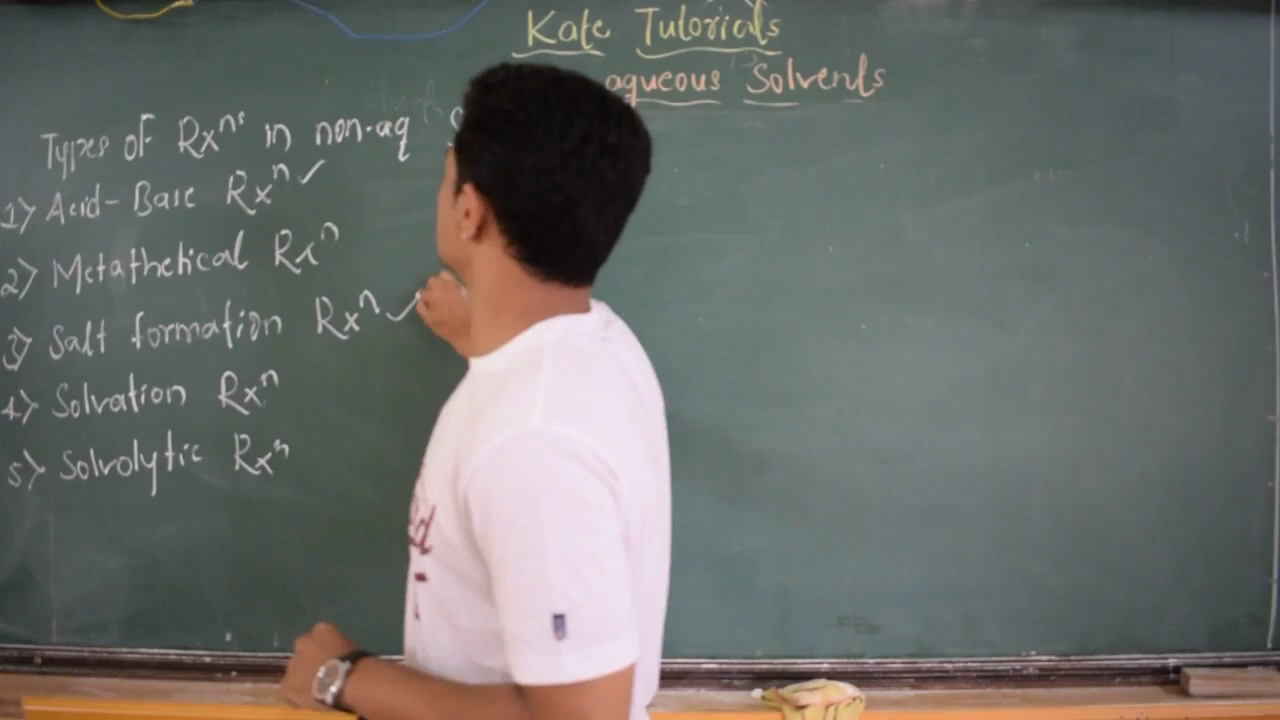 Kate Tutorials
aqueous Solvents
Types of Rxⁿˢ in non-aq
1> Acid-Base Rxⁿ ✓
2> Metathetical Rxⁿ
3> Salt formation Rxⁿ ✓
4> Solvation Rxⁿ
5> Solvolytic Rxⁿ